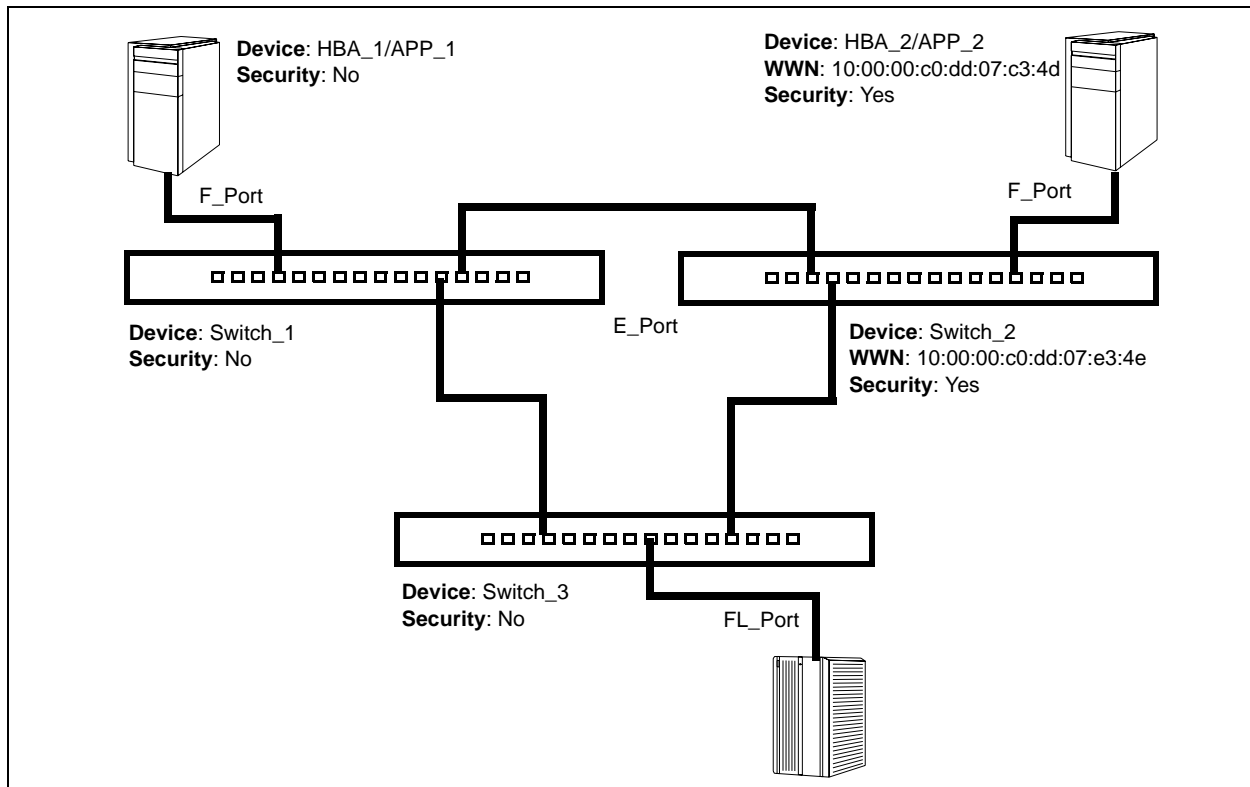 Device: HBA_1/APP_1
Security: No
Device: HBA_2/APP_2
WWN: 10:00:00:c0:dd:07:c3:4d
Security: Yes
F_Port
F_Port
Device: Switch_1
Security: No
E_Port
Device: Switch_2
WWN: 10:00:00:c0:dd:07:e3:4e
Security: Yes
Device: Switch_3
Security: No
FL_Port